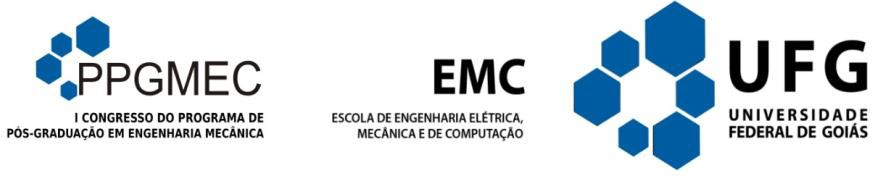 PPGMEC
I CONGRESSO DO PROGRAMA DE
PÓS-GRADUAÇÃO EM ENGENHARIA MECÂNICA
EMC
ESCOLA DE ENGENHARIA ELÉTRICA,
MECÂNICA E DE COMPUTAÇÃO
UFG
UNIVERSIDADE
FEDERAL DE GOIÁS